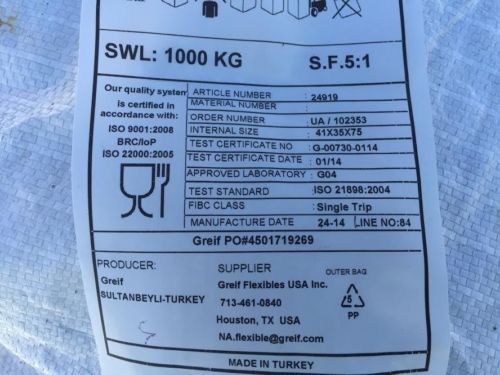 SWL: 1000 KG S.F.5:1
Our quality system
is certified in
accordance with:
ISO 9001:2008
BRC/IoP
ISO 22000:2005
ARTICLE NUMBER : 24919
MATERIAL NUMBER :
ORDER NUMBER : UA / 102353
INTERNAL SIZE : 41X35X75
TEST CERTIFICATE NO : G-00730-0114
TEST CERTIFICATE DATE : 01/14
APPROVED LABORATORY : G04
TEST STANDARD : ISO 21898:2004
FIBC CLASS : Single Trip
MANUFACTURE DATE : 24-14 LINE NO:84
Greif PO#4501719269
PRODUCER:
Greif
SULTANBEYLI-TURKEY
SUPPLIER
Greif Flexibles USA Inc.
713-461-0840
Houston, TX USA
NA.flexible@greif.com
OUTER BAG
5
PP
MADE IN TURKEY